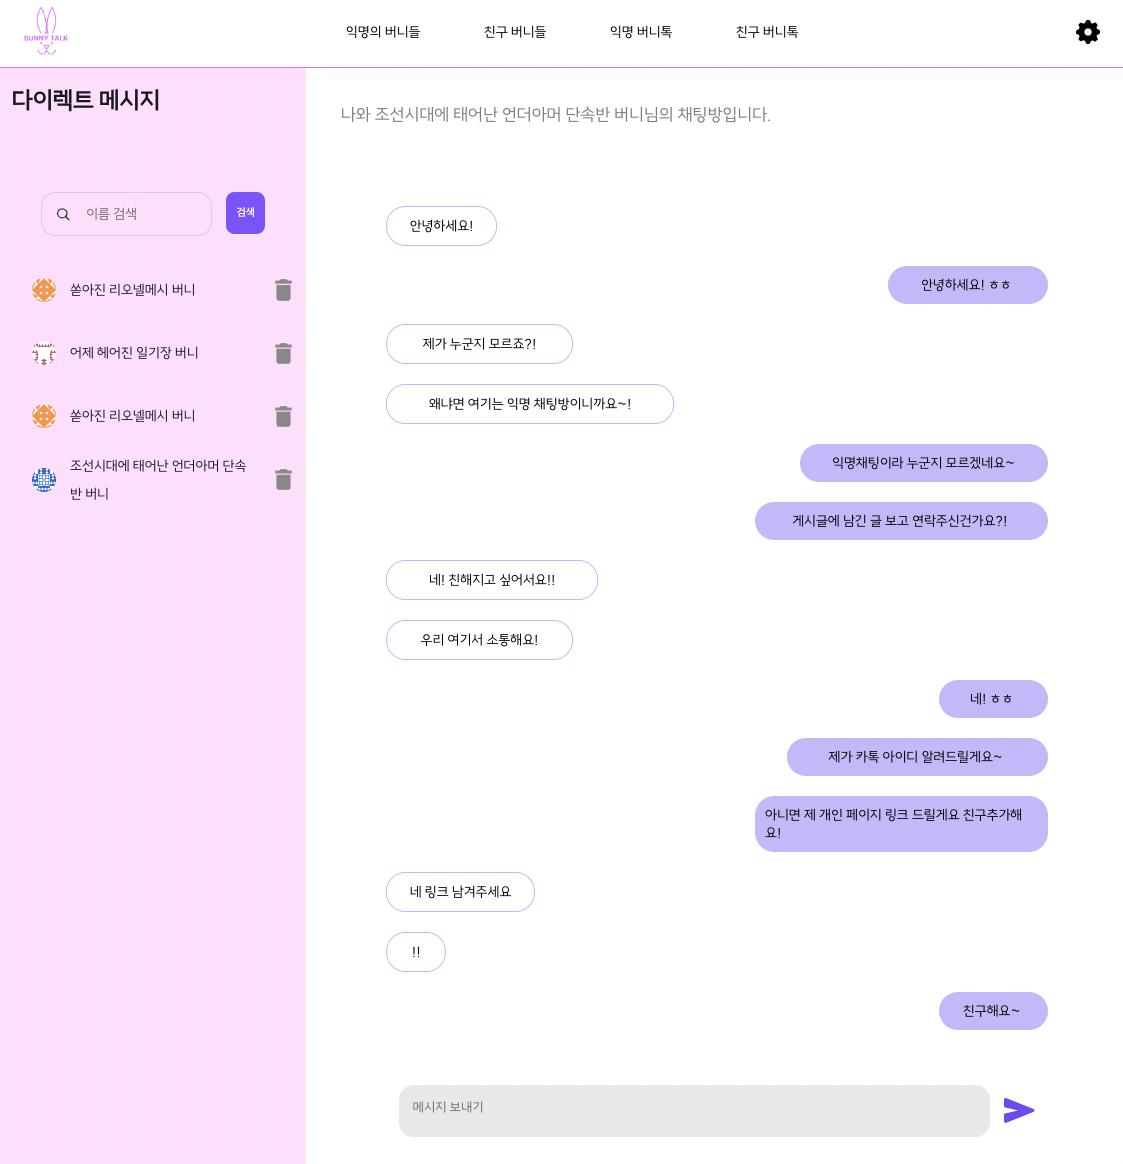 BUNNY TALK
익명의 버니들 친구 버니들 익명 버니톡 친구 버니톡
다이렉트 메시지
이름 검색 검색
쏟아진 리오넬메시 버니
어제 헤어진 일기장 버니
쏟아진 리오넬메시 버니
조선시대에 태어난 언더아머 단속
반 버니
나와 조선시대에 태어난 언더아머 단속반 버니님의 채팅방입니다.
안녕하세요!
안녕하세요! ㅎㅎ
제가 누군지 모르죠?!
왜냐면 여기는 익명 채팅방이니까요~!
익명채팅이라 누군지 모르겠네요~
게시글에 남긴 글 보고 연락주신건가요?!
네! 친해지고 싶어서요!!
우리 여기서 소통해요!
네! ㅎㅎ
제가 카톡 아이디 알려드릴게요~
아니면 제 개인 페이지 링크 드릴게요 친구추가해
요!
네 링크 남겨주세요
!!
친구해요~
메시지 보내기